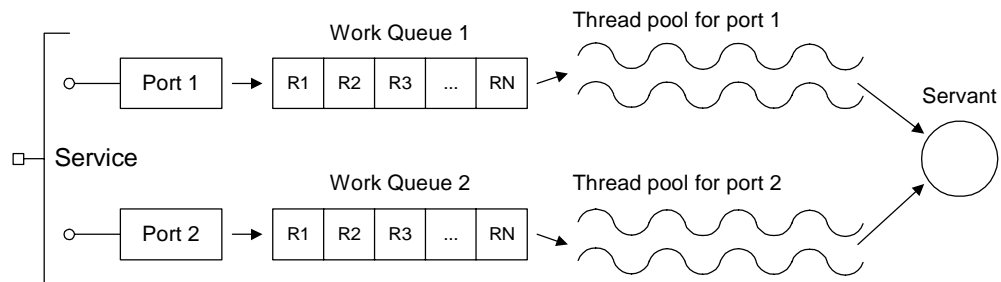 Work Queue 1
Thread pool for port 1
Port 1
R1 R2 R3 ... RN
Servant
Service
Work Queue 2
Thread pool for port 2
Port 2
R1 R2 R3 ... RN